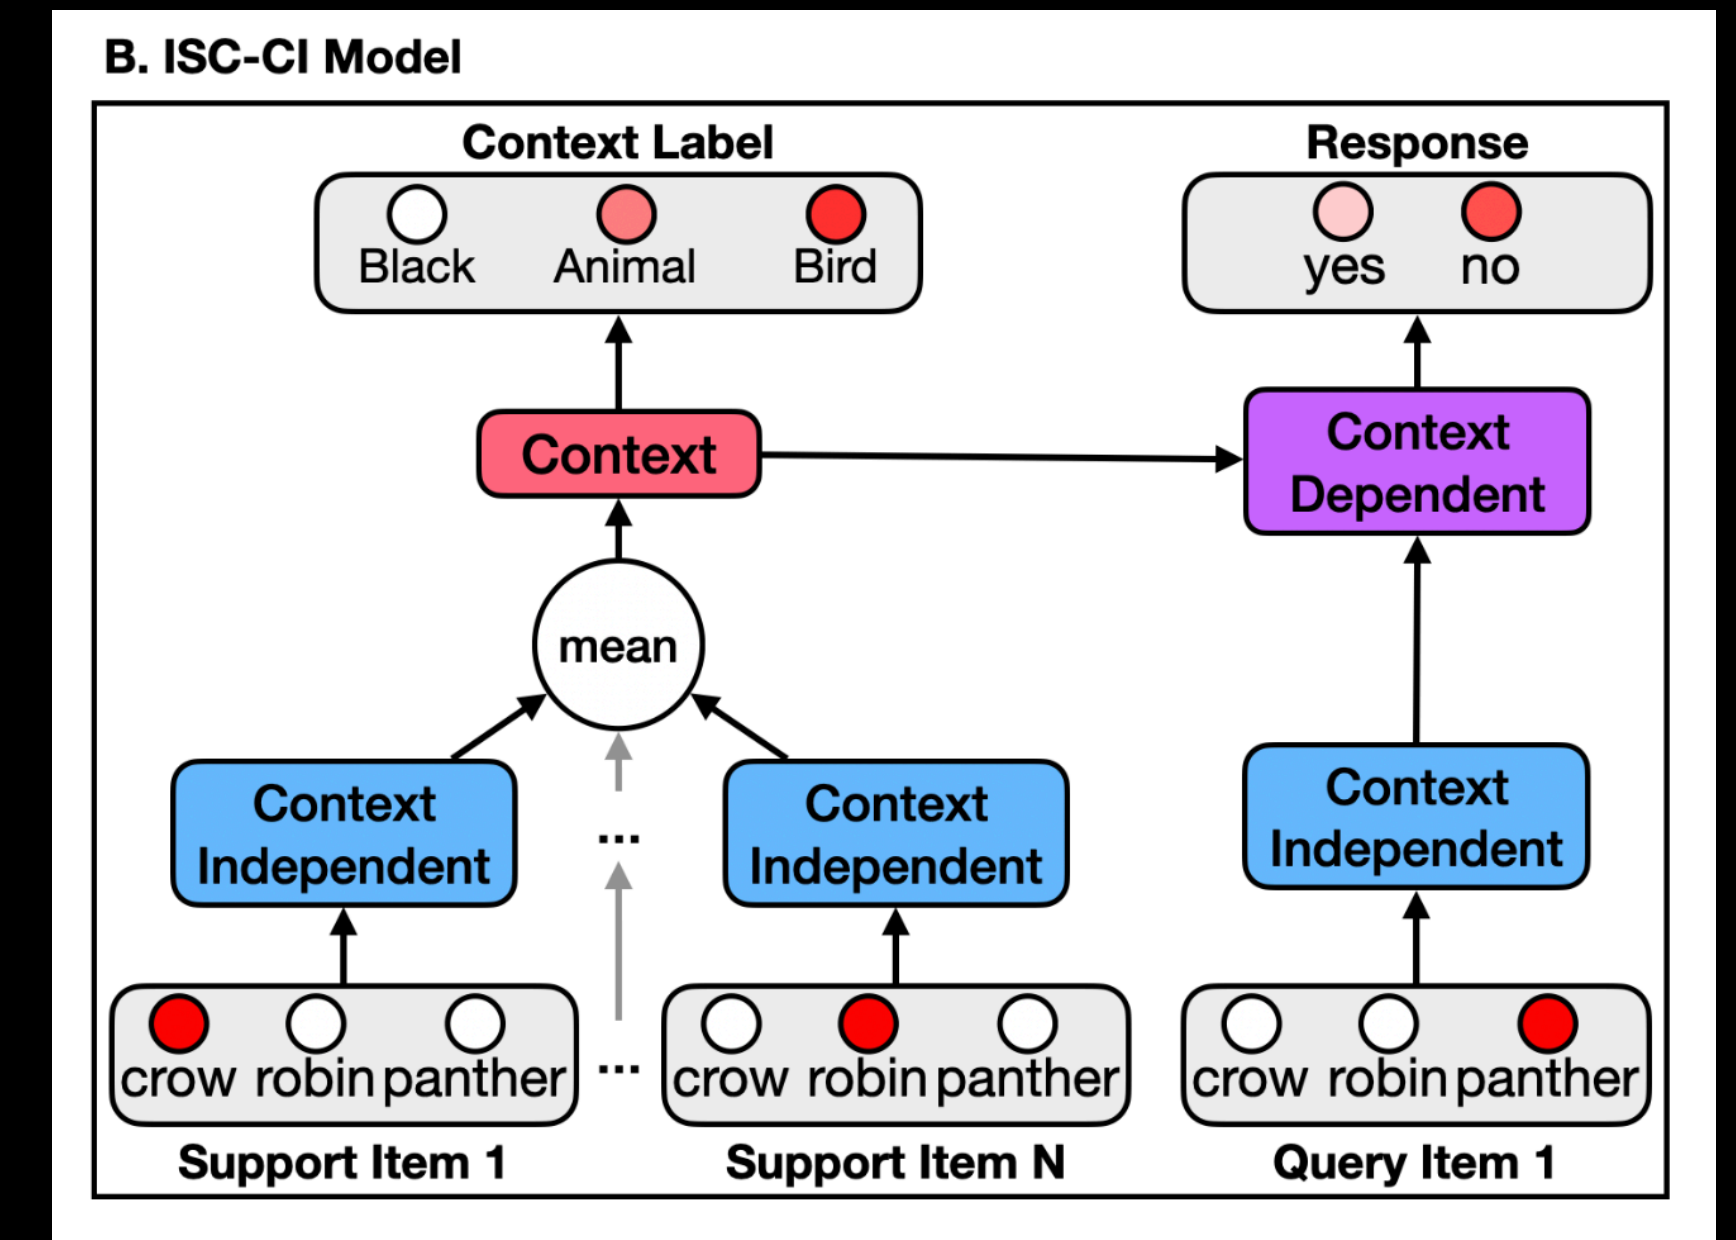 B. ISC-CI Model
Context Label
Response
Black Animal Bird
yes no
Context
Context
Dependent
mean
Context
Independent
...
Context
Independent
Context
Independent
crow robin panther
...
crow robin panther
crow robin panther
Support Item 1
Support Item N
Query Item 1